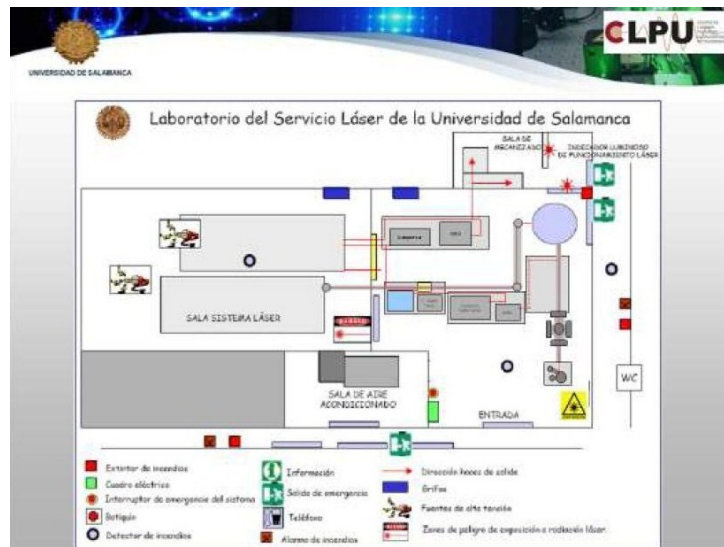 UNIVERSIDAD DE SALAMANCA
CLPU
Laboratorio del Servicio Láser de la Universidad de Salamanca
SALA DE
MECANIZADO
INDICADOR LUMINOSO
DE FUNCIONAMIENTO LÁSER
SALA SISTEMA LÁSER
WC
SALA DE AIRE
ACONDICIONADO
ENTRADA
Extintor de incendios
Cuadro eléctrico
Interruptor de emergencia del sistema
Botiquín
Detector de incendios
Información
Salida de emergencia
Teléfono
Alarma de incendios
Dirección haces de salida
Grifos
Fuentes de alta tensión
Zonas de peligro de exposición a radiación láser.